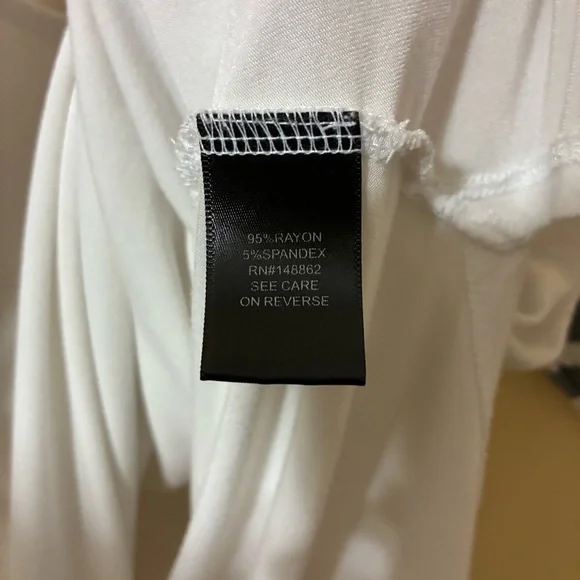 95%RAYON
5%SPANDEX
RN#148862
SEE CARE
ON REVERSE